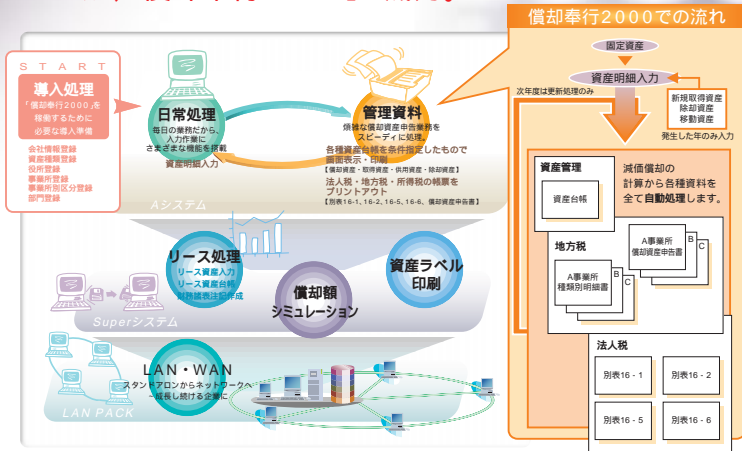 START
導入処理
「償却奉行2000」を
稼働するために
必要な導入準備
会社情報登録
資産種類登録
役所登録
事業所登録
事業所別区分登録
部門登録
日常処理
毎日の業務だから、
入力作業に
さまざまな機能を搭載
資産明細入力
管理資料
煩雑な償却資産申告業務を
スピーディに処理。
各種資産台帳を条件指定したもので
画面表示・印刷
【償却資産・取得資産・供用資産・除却資産】
法人税・地方税・所得税の帳票を
プリントアウト
【別表16-1、16-2、16-5、16-6、償却資産申告書】
Aシステム
リース処理
リース資産入力
リース資産台帳
財務諸表注記作成
償却額
シミュレーション
資産ラベル
印刷
Superシステム
LAN・WAN
スタンドアロンからネットワークへ
－成長し続ける企業に
LAN PACK
償却奉行2000での流れ
固定資産
資産明細入力
次年度は更新処理のみ
新規取得資産
除却資産
移動資産
発生した年のみ入力
資産管理
資産台帳
減価償却の
計算から各種資料を
全て自動処理します。
地方税
A事業所
種類別明細書
B
C
A事業所
償却資産申告書
B
C
法人税
別表16-1
別表16-2
別表16-5
別表16-6